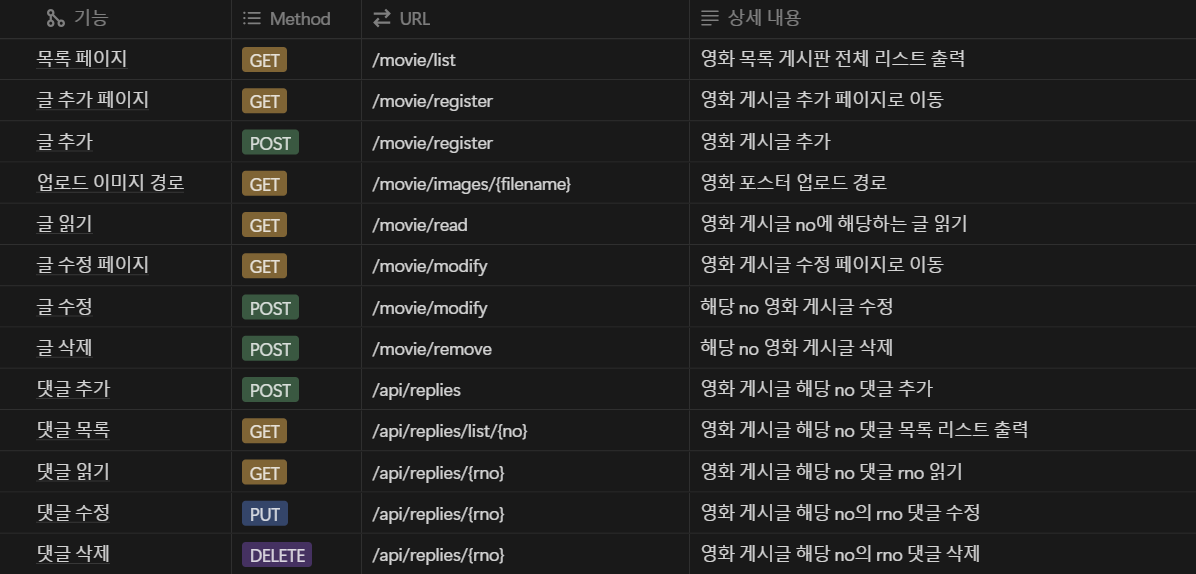 기능 Method URL 상세 내용
목록 페이지 GET /movie/list 영화 목록 게시판 전체 리스트 출력
글 추가 페이지 GET /movie/register 영화 게시글 추가 페이지로 이동
글 추가 POST /movie/register 영화 게시글 추가
업로드 이미지 경로 GET /movie/images/{filename} 영화 포스터 업로드 경로
글 읽기 GET /movie/read 영화 게시글 no에 해당하는 글 읽기
글 수정 페이지 GET /movie/modify 영화 게시글 수정 페이지로 이동
글 수정 POST /movie/modify 해당 no 영화 게시글 수정
글 삭제 POST /movie/remove 해당 no 영화 게시글 삭제
댓글 추가 POST /api/replies 영화 게시글 해당 no 댓글 추가
댓글 목록 GET /api/replies/list/{no} 영화 게시글 해당 no 댓글 목록 리스트 출력
댓글 읽기 GET /api/replies/{rno} 영화 게시글 해당 no 댓글 rno 읽기
댓글 수정 PUT /api/replies/{rno} 영화 게시글 해당 no의 rno 댓글 수정
댓글 삭제 DELETE /api/replies/{rno} 영화 게시글 해당 no의 rno 댓글 삭제